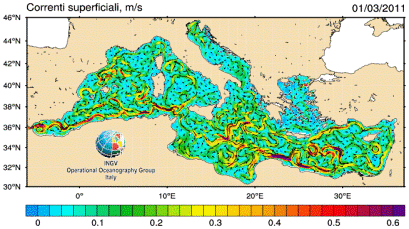 Correnti superficiali, m/s 01/03/2011
46°N
44°N
42°N
40°N
38°N
36°N
34°N
32°N
30°N
INGV
Operational Oceanography Group
Italy
0° 10°E 20°E 30°E
0 0.1 0.2 0.3 0.4 0.5 0.6